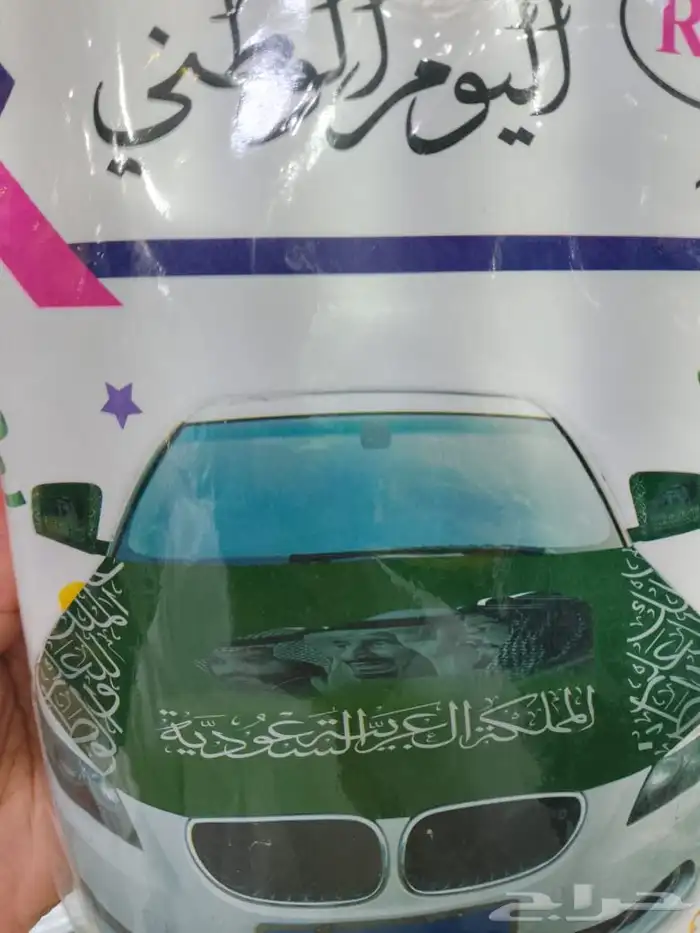 R
اليوم الوطني
المملكة العربية السعودية
حراج